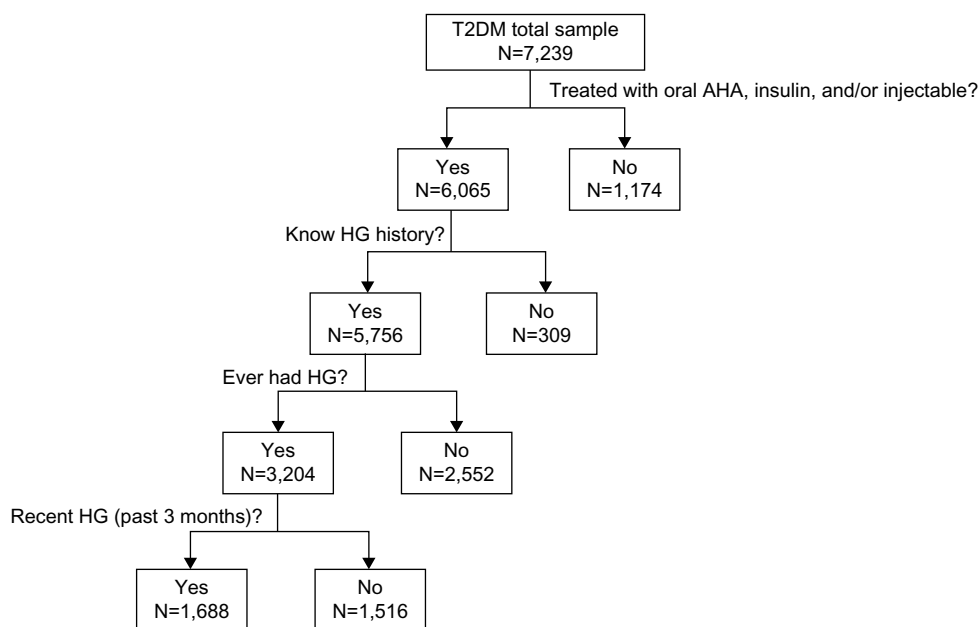 T2DM total sample
N=7,239
Treated with oral AHA, insulin, and/or injectable?
Yes
N=6,065
No
N=1,174
Know HG history?
Yes
N=5,756
No
N=309
Ever had HG?
Yes
N=3,204
No
N=2,552
Recent HG (past 3 months)?
Yes
N=1,688
No
N=1,516